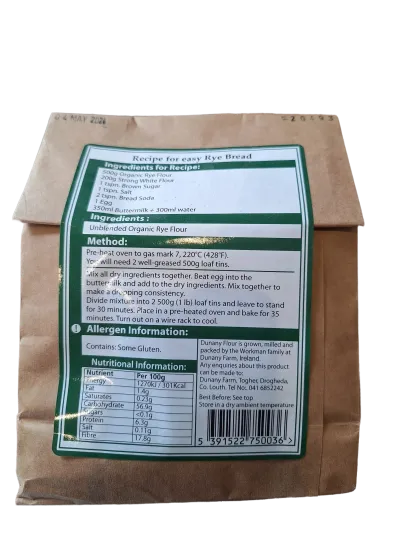 04 MAY
Recipe for easy Rye Bread
Ingredients for Recipe:
500g Organic Rye Flour
200g Strong White Flour
1 tspn. Brown Sugar
1 tspn. Salt
2 tspn. Bread Soda
1 Egg
350ml Buttermilk + 300ml water
Ingredients :
Unblended Organic Rye Flour
Method:
Pre-heat oven to gas mark 7, 220°C (428°F).
You will need 2 well-greased 500g loaf tins.
Mix all dry ingredients together. Beat egg into the
buttermilk and add to the dry ingredients. Mix together to
make a dropping consistency.
Divide mixture into 2 500g (1 lb) loaf tins and leave to stand
for 30 minutes. Place in a pre-heated oven and bake for 35
minutes. Turn out on a wire rack to cool.
Allergen Information:
Contains: Some Gluten.
Nutritional Information:
Nutrient Per 100g
Energy 1270KJ / 301Kcal
Fat
Saturates 0.23g
Carbohydrate 56.9g
Sugars <0.1g
Protein 6.3g
Salt 0.11g
Fibre 17.8g
Dunany Flour is grown, milled and
packed by the Workman family at
Dunany Farm, Ireland.
Any enquiries about this product
can be made to:
Dunany Farm, Togher, Drogheda,
Co. Louth. Tel No. 041 6852242
Best Before: See top
Store in a dry ambient temperature
5 391522 750036 >